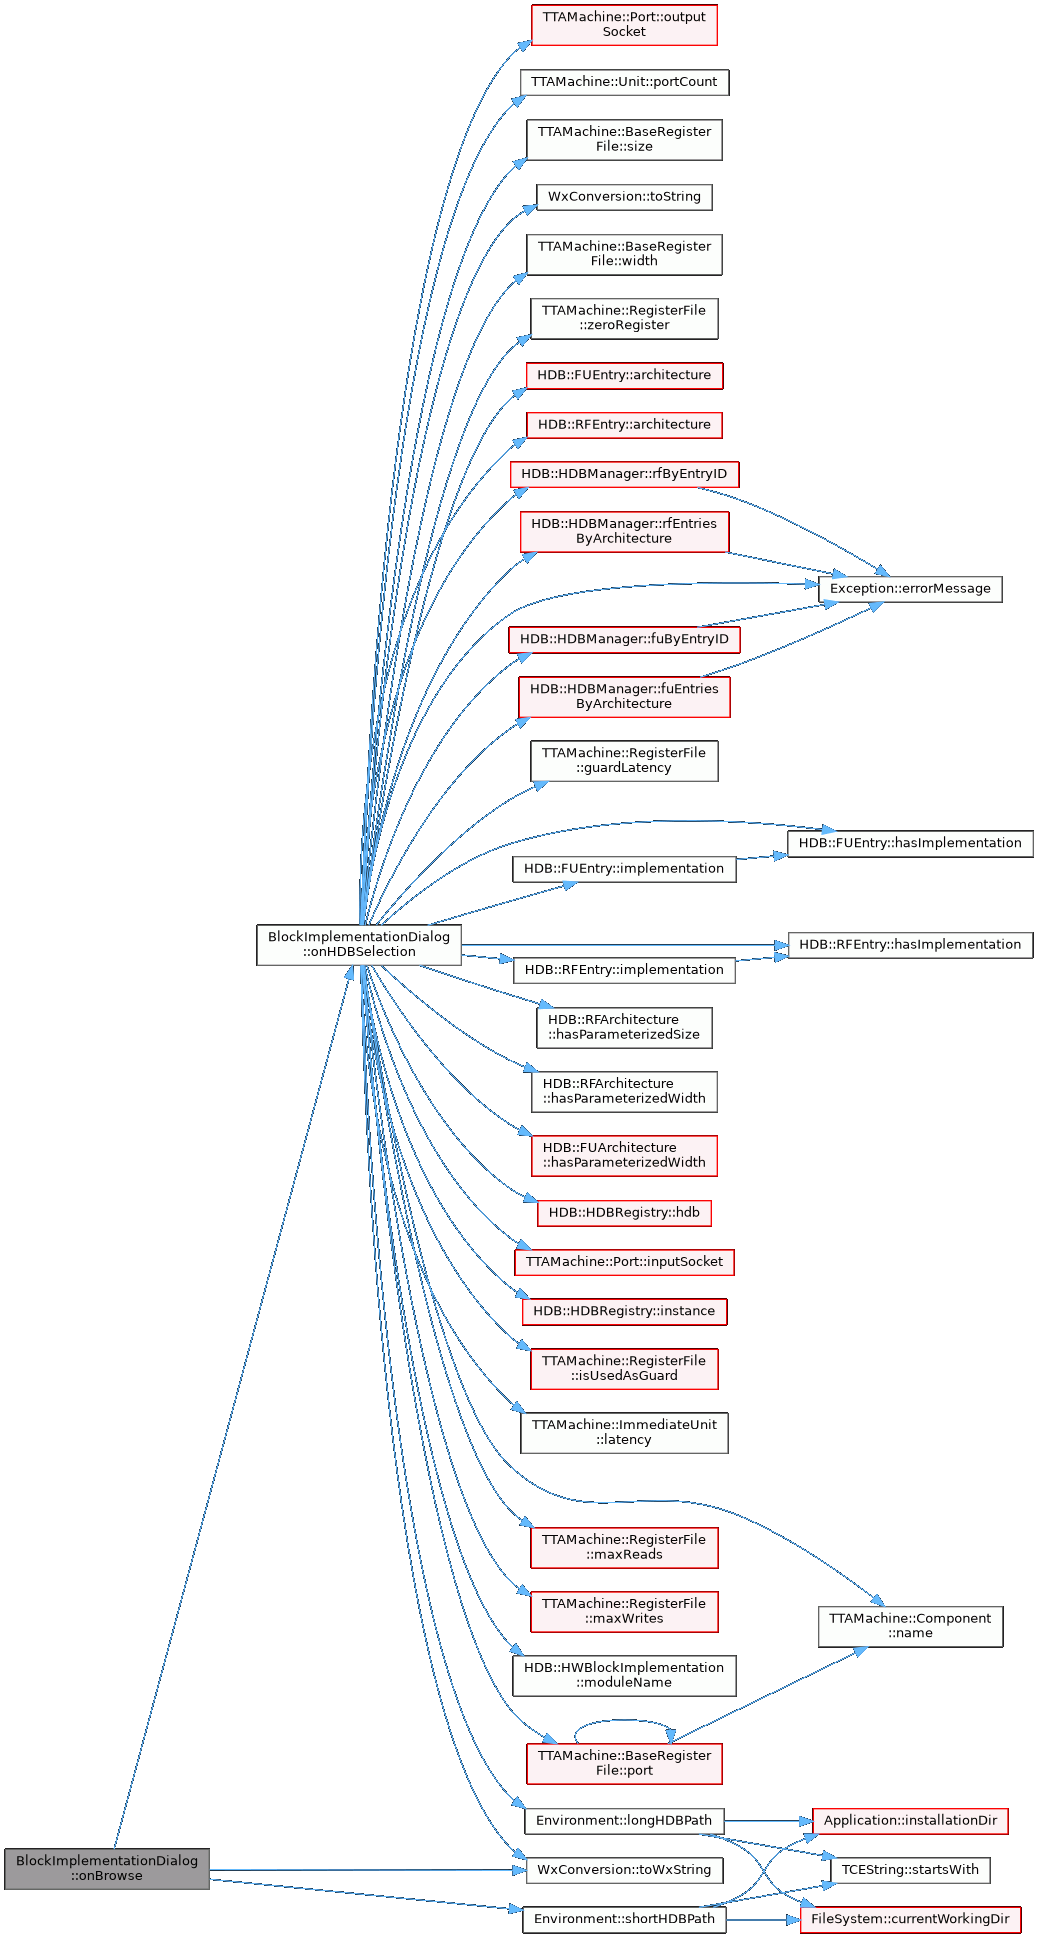 TTAMachine::Port::output
Socket
TTAMachine::Unit::portCount
TTAMachine::BaseRegister
File::size
WxConversion::toString
TTAMachine::BaseRegister
File::width
TTAMachine::RegisterFile
::zeroRegister
HDB::FUEntry::architecture
HDB::RFEntry::architecture
HDB::HDBManager::rfByEntryID
HDB::HDBManager::rfEntries
ByArchitecture
Exception::errorMessage
HDB::HDBManager::fuByEntryID
HDB::HDBManager::fuEntries
ByArchitecture
TTAMachine::RegisterFile
::guardLatency
HDB::FUEntry::hasImplementation
HDB::FUEntry::implementation
BlockImplementationDialog
::onHDBSelection
HDB::RFEntry::hasImplementation
HDB::RFEntry::implementation
HDB::RFArchitecture
::hasParameterizedSize
HDB::RFArchitecture
::hasParameterizedWidth
HDB::FUArchitecture
::hasParameterizedWidth
HDB::HDBRegistry::hdb
TTAMachine::Port::inputSocket
HDB::HDBRegistry::instance
TTAMachine::RegisterFile
::isUsedAsGuard
TTAMachine::ImmediateUnit
::latency
TTAMachine::RegisterFile
::maxReads
TTAMachine::RegisterFile
::maxWrites
TTAMachine::Component
::name
HDB::HWBlockImplementation
::moduleName
TTAMachine::BaseRegister
File::port
Environment::longHDBPath
Application::installationDir
BlockImplementationDialog
::onBrowse
WxConversion::toWxString
TCEString::startsWith
Environment::shortHDBPath
FileSystem::currentWorkingDir